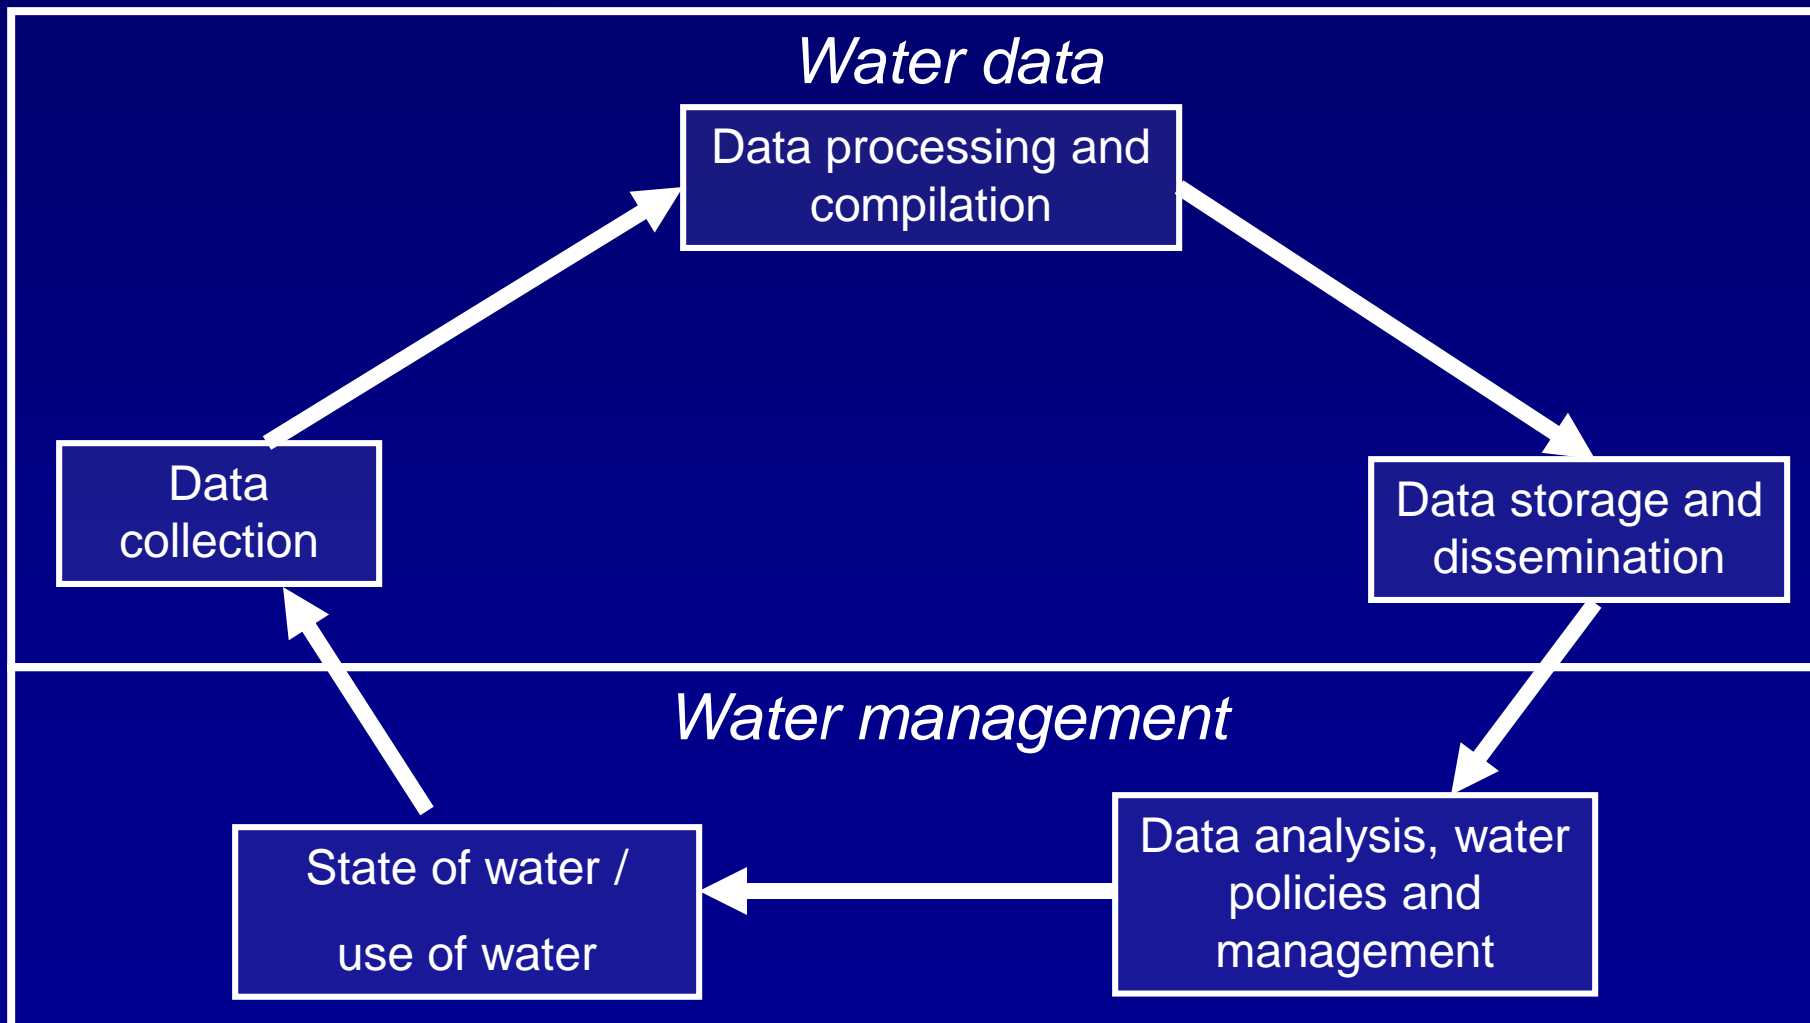 Water data
Data processing and
compilation
Data
collection
Data storage and
dissemination
Water management
State of water /
use of water
Data analysis, water
policies and
management